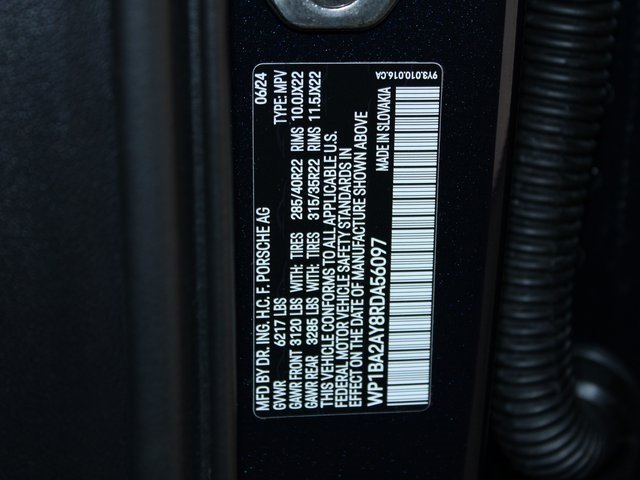 MFD BY DR. ING. H.C. F. PORSCHE AG 06/24
GVWR 6217 LBS TYPE: MPV
GAWR FRONT 3120 LBS WITH: TIRES 285/40R22 RIMS 10.0JX22
GAWR REAR 3285 LBS WITH: TIRES 315/35R22 RIMS 11.5JX22
THIS VEHICLE CONFORMS TO ALL APPLICABLE U.S.
FEDERAL MOTOR VEHICLE SAFETY STANDARDS IN
EFFECT ON THE DATE OF MANUFACTURE SHOWN ABOVE
WP1BA2AY8RDA56097 MADE IN SLOVAKIA
9Y3.010.016.CA